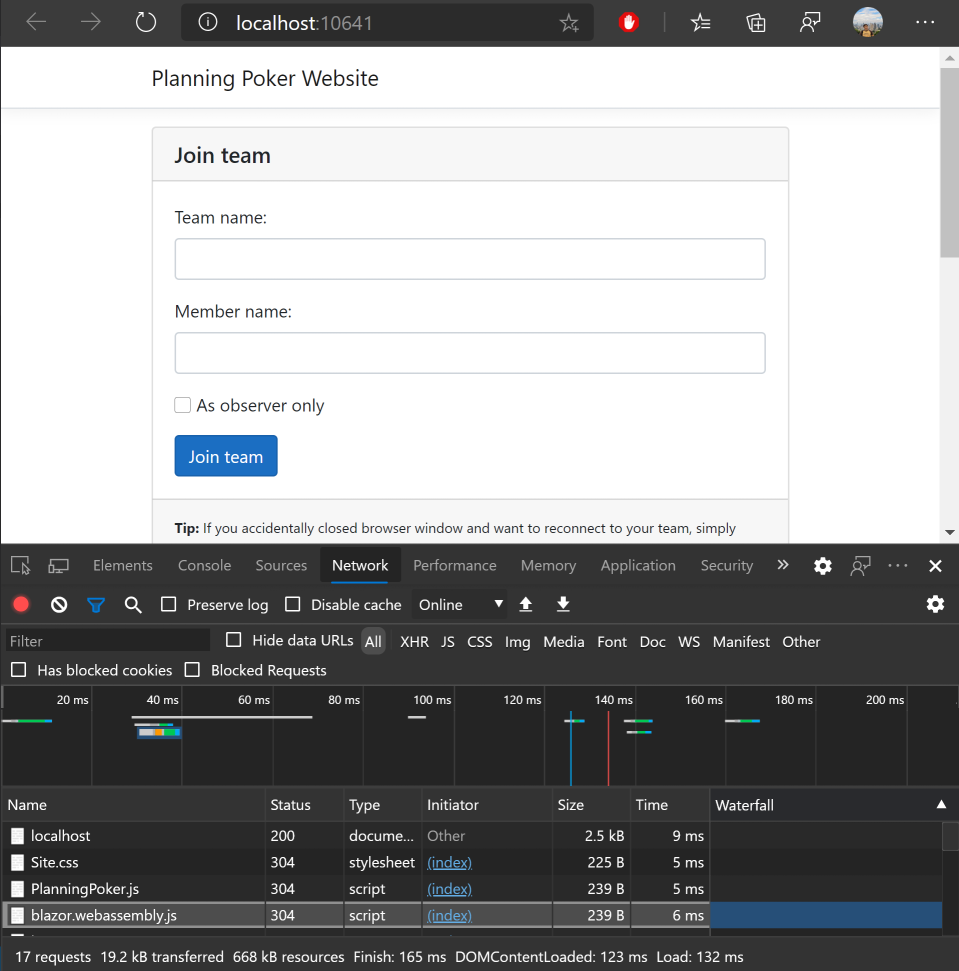 localhost:10641
Planning Poker Website
Join team
Team name:
Member name:
As observer only
Join team
Tip: If you accidentally closed browser window and want to reconnect to your team, simply
Elements Console Sources Network Performance Memory Application Security
Preserve log Disable cache Online
Filter Hide data URLs All XHR JS CSS Img Media Font Doc WS Manifest Other
Has blocked cookies Blocked Requests
20 ms 40 ms 60 ms 80 ms 100 ms 120 ms 140 ms 160 ms 180 ms 200 ms
Name Status Type Initiator Size Time Waterfall
localhost 200 docume... Other 2.5 kB 9 ms
Site.css 304 stylesheet (index) 225 B 5 ms
PlanningPoker.js 304 script (index) 239 B 5 ms
blazor.webassembly.js 304 script (index) 239 B 6 ms
17 requests 19.2 kB transferred 668 kB resources Finish: 165 ms DOMContentLoaded: 123 ms Load: 132 ms